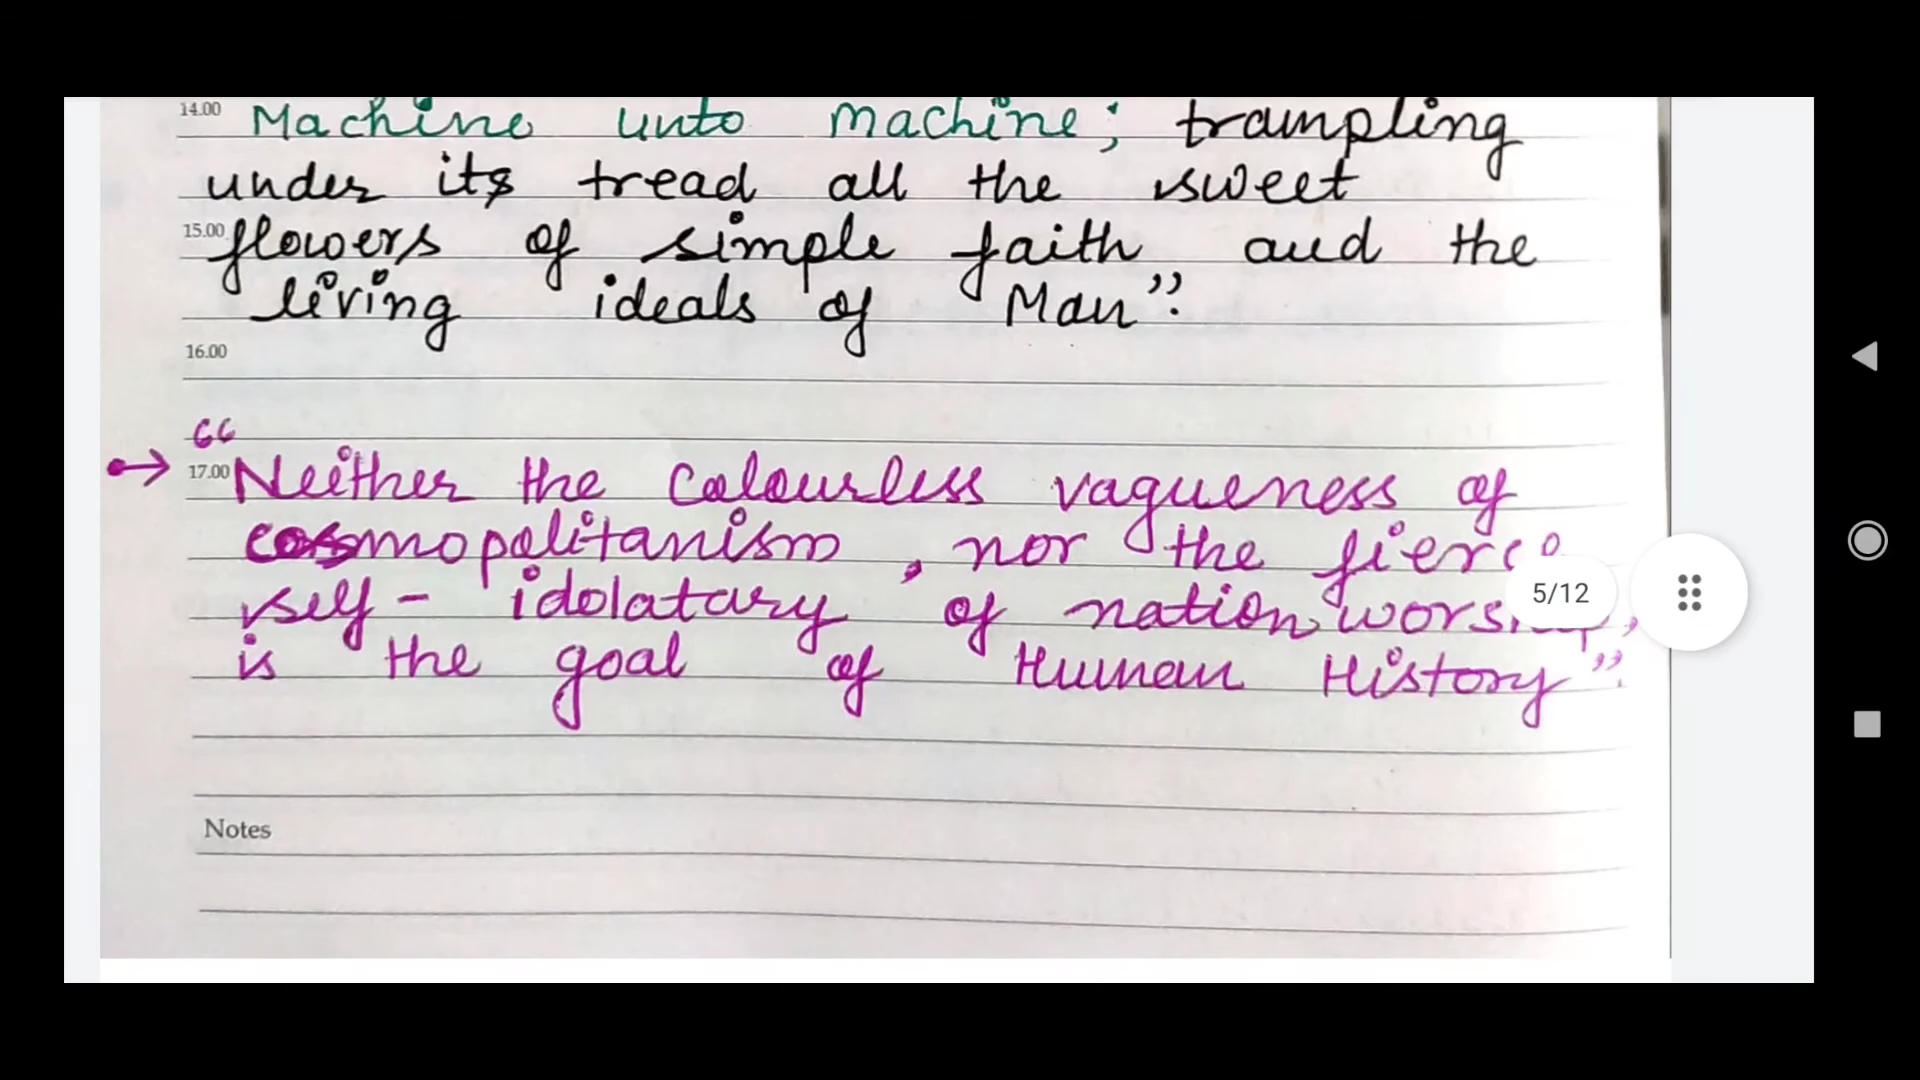 14.00 Machine unto machine; trampling
under its tread all the sweet
15.00 flowers of simple faith and the
living ideals of Man".
16.00
"
→ 17.00 Neither the colourless vagueness of
cosmopolitanism, nor the fierce
self- idolatary of nation worship,
is the goal of Human History".
5/12
Notes